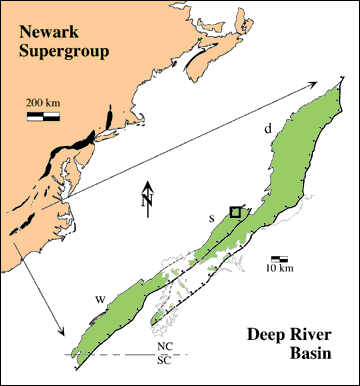 Newark
Supergroup
200 km
d
N
s
10 km
w
Deep River
Basin
NC
SC